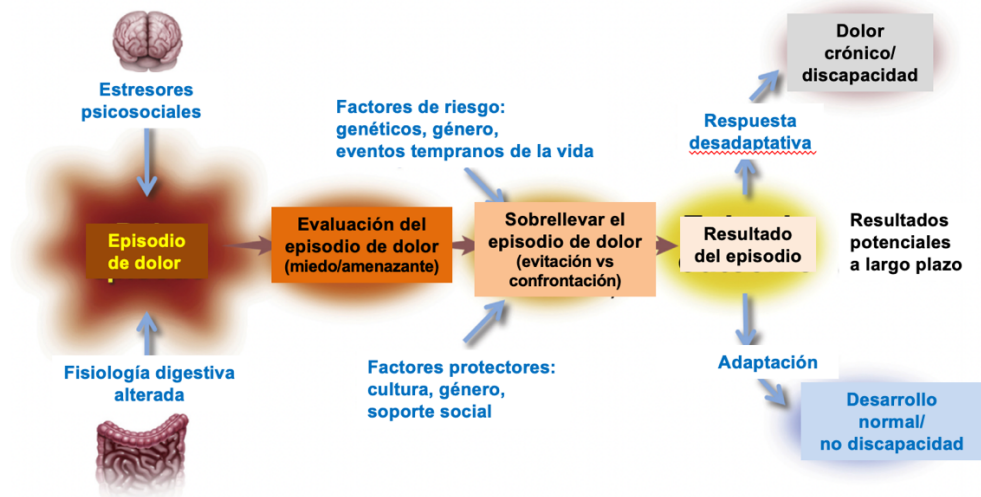 Estresores
psicosociales
Episodio
de dolor
Fisiología digestiva
alterada
Factores de riesgo:
genéticos, género,
eventos tempranos de la vida
Evaluación del
episodio de dolor
(miedo/amenazante)
Sobrellevar el
episodio de dolor
(evitación vs
confrontación)
Factores protectores:
cultura, género,
soporte social
Dolor
crónico/
discapacidad
Respuesta
desadaptativa
Resultado
del episodio
Resultados
potenciales
a largo plazo
Adaptación
Desarrollo
normal/
no discapacidad